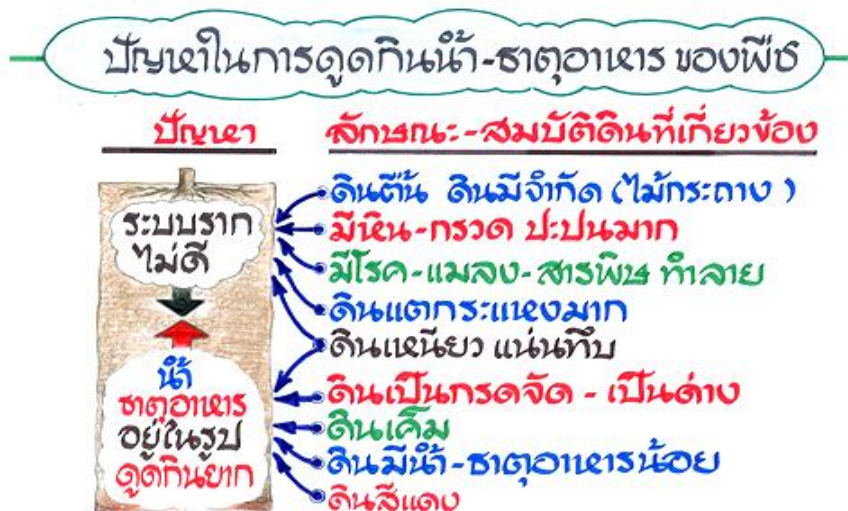 ปัญหาในการดูดกินน้ำ-ธาตุอาหาร ของพืช
ปัญหา
ลักษณะ-สมบัติดินที่เกี่ยวข้อง
ระบบราก
ไม่ดี
น้ำ
ธาตุอาหาร
อยู่ในรูป
ดูดกินยาก
ดินตื้น ดินมีจำกัด (ไม้กระถาง)
มีหิน-กรวด ปะปนมาก
มีโรค-แมลง-สารพิษ ทำลาย
ดินแตกระแหงมาก
ดินเหนียว แน่นทึบ
ดินเป็นกรดจัด - เป็นด่าง
ดินเค็ม
ดินมีน้ำ-ธาตุอาหารน้อย
ดินสีแดง